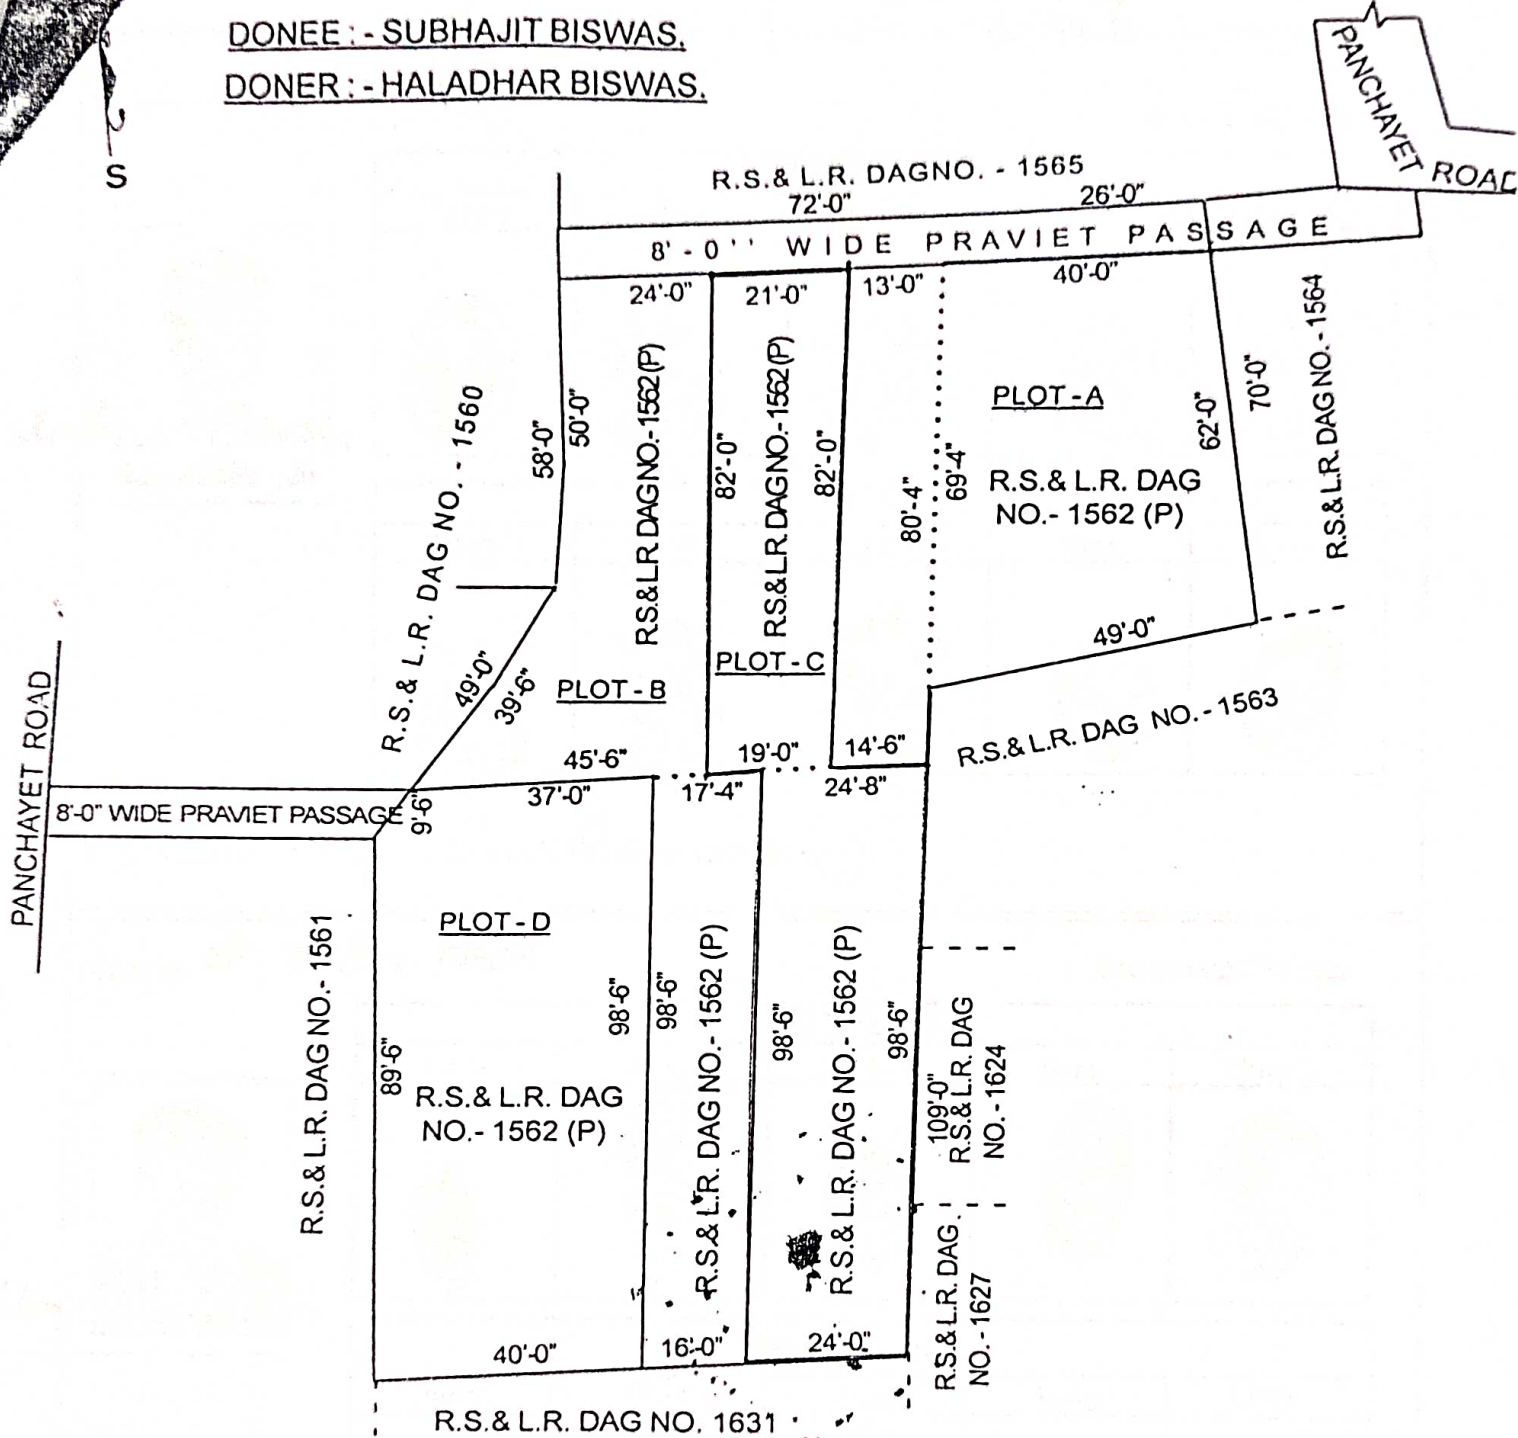 DONEE : - SUBHAJIT BISWAS.
DONER : - HALADHAR BISWAS.
S
PANCHAYET ROAD
R.S.& L.R. DAGNO. - 1565
72'-0"
26'-0"
8'-0'' WIDE PRAVIET PASSAGE
24'-0"
21'-0"
13'-0"
40'-0"
R.S.& L.R. DAG NO. - 1560
58'-0"
50'-0"
R.S.&L.R DAGNO.-1562(P)
82'-0"
R.S.&L.R. DAGNO.-1562(P)
82'-0"
80'-4"
69'-4"
PLOT - A
R.S.& L.R. DAG
NO.- 1562 (P)
62'-0"
70'-0"
R.S.&L.R. DAGNO. - 1564
49'-0"
49'-0"
39'-6"
PLOT - B
PLOT - C
R.S.& L.R. DAG NO. - 1563
45'-6"
19'-0"
14'-6"
37'-0"
17'-4"
24'-8"
PANCHAYET ROAD
8'-0" WIDE PRAVIET PASSAGE
9'-6"
PLOT - D
R.S.& L.R. DAG NO.- 1561
89'-6"
R.S.& L.R. DAG
NO.- 1562 (P)
98'-6"
98'-6"
R.S.& L.R. DAG NO.- 1562 (P)
98'-6"
R.S.& L.R. DAG NO.- 1562 (P)
98'-6"
109'-0"
R.S.& L.R. DAG
NO. - 1624
R.S.& L.R. DAG.
NO. - 1627
40'-0"
16'-0"
24'-0"
R.S.& L.R. DAG NO. 1631